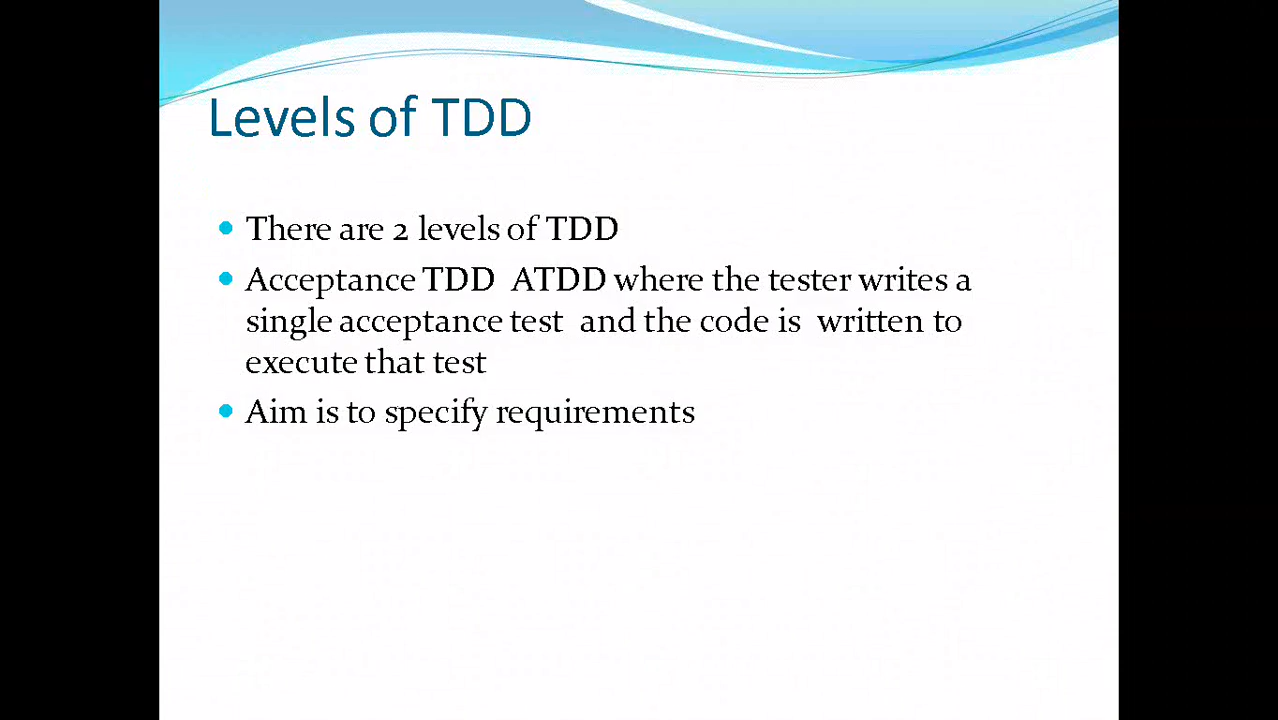 Levels of TDD
There are 2 levels of TDD
Acceptance TDD ATDD where the tester writes a
single acceptance test and the code is written to
execute that test
Aim is to specify requirements